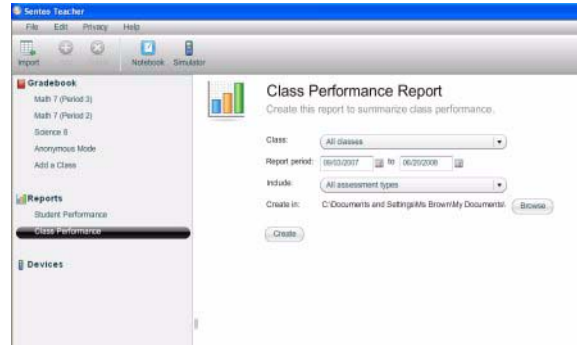 Senteo Teacher
File Edit Privacy Help
Import Notebook Simulator
Gradebook
Math 7 (Period 3)
Math 7 (Period 2)
Science 8
Anonymous Mode
Add a Class
Reports
Student Performance
Class Performance
Devices
Class Performance Report
Create this report to summarize class performance.
Class: All classes
Report period: 09/03/2007 to 06/20/2008
Include: All assessment types
Create in: C:\Documents and Settings\Ms Brown\My Documents\ Browse
Create